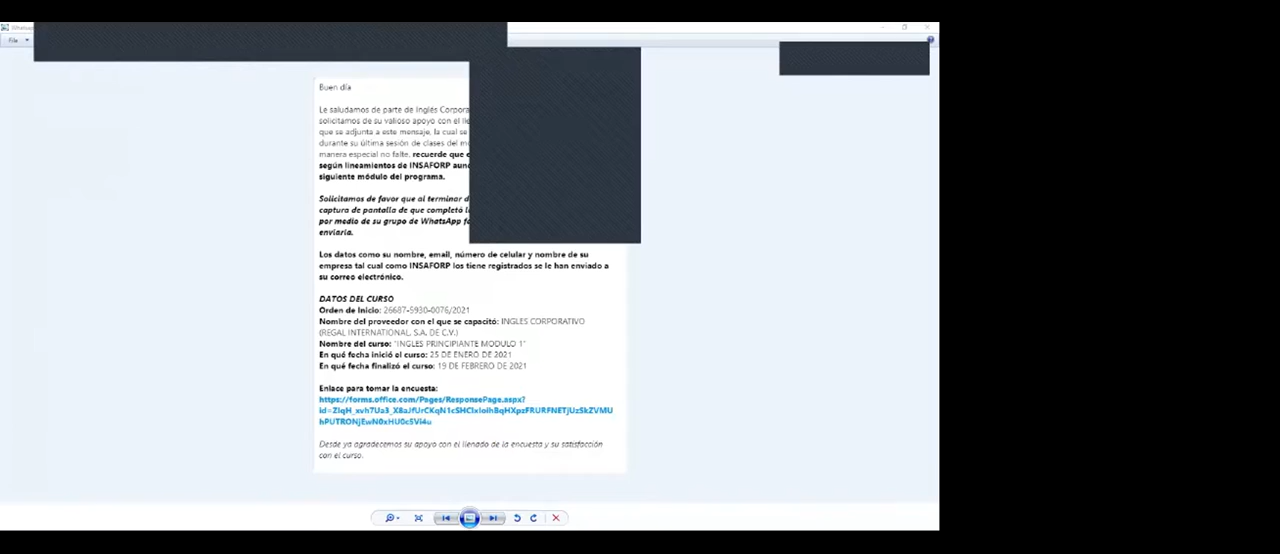 File
Buen día
Le saludamos de parte de Inglés
solicitamos de su valioso apoyo con el
que se adjunta a este mensaje, la cual se
durante su última sesión de clases del
manera especial no falte, recuerde que
según lineamientos de INSAFORP
siguiente módulo del programa.
Solicitamos de favor que al terminar
captura de pantalla de que completó
por medio de su grupo de WhatsApp
enviarla.
Los datos como su nombre, email, número de celular y nombre de su
empresa tal cual como INSAFORP los tiene registrados se le han enviado a
su correo electrónico.
DATOS DEL CURSO
Orden de Inicio: 26687-5930-0076/2021
Nombre del proveedor con el que se capacitó: INGLES CORPORATIVO
(REGAL INTERNATIONAL, S.A. DE C.V.)
Nombre del curso: "INGLES PRINCIPIANTE MODULO 1"
En qué fecha inició el curso: 25 DE ENERO DE 2021
En qué fecha finalizó el curso: 19 DE FEBRERO DE 2021
Enlace para tomar la encuesta:
https://forms.office.com/Pages/ResponsePage.aspx?
Desde ya agradecemos su apoyo con el llenado de la encuesta y su satisfacción
con el curso.